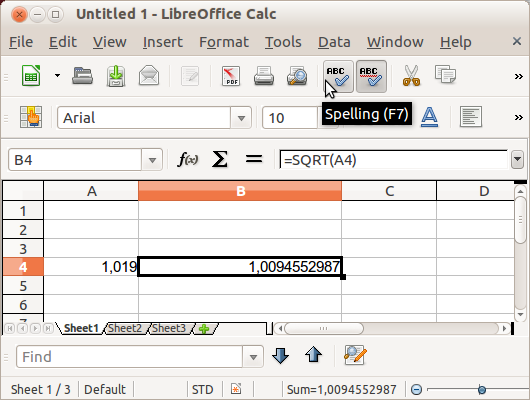 Untitled 1 - LibreOffice Calc
File Edit View Insert Format Tools Data Window Help
PDF ABC ABC »
Arial 10 A »
Spelling (F7)
B4 f(x) Σ = =SQRT(A4)
A B C D
1
2
3
4 1,019 1,0094552987
5
6
7
Sheet1 Sheet2 Sheet3
Find
Sheet 1 / 3 Default STD Sum=1,0094552987